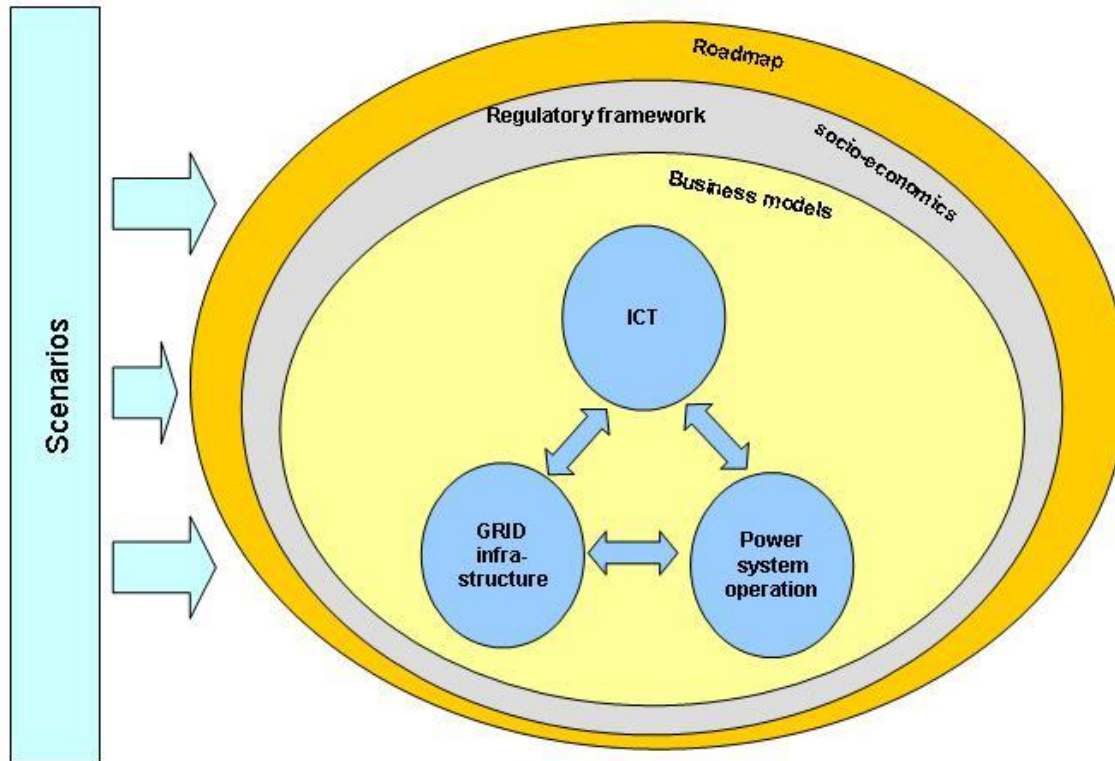 Roadmap
Regulatory framework
socio-economics
Business models
Scenarios
ICT
GRID
infra-
structure
Power
system
operation